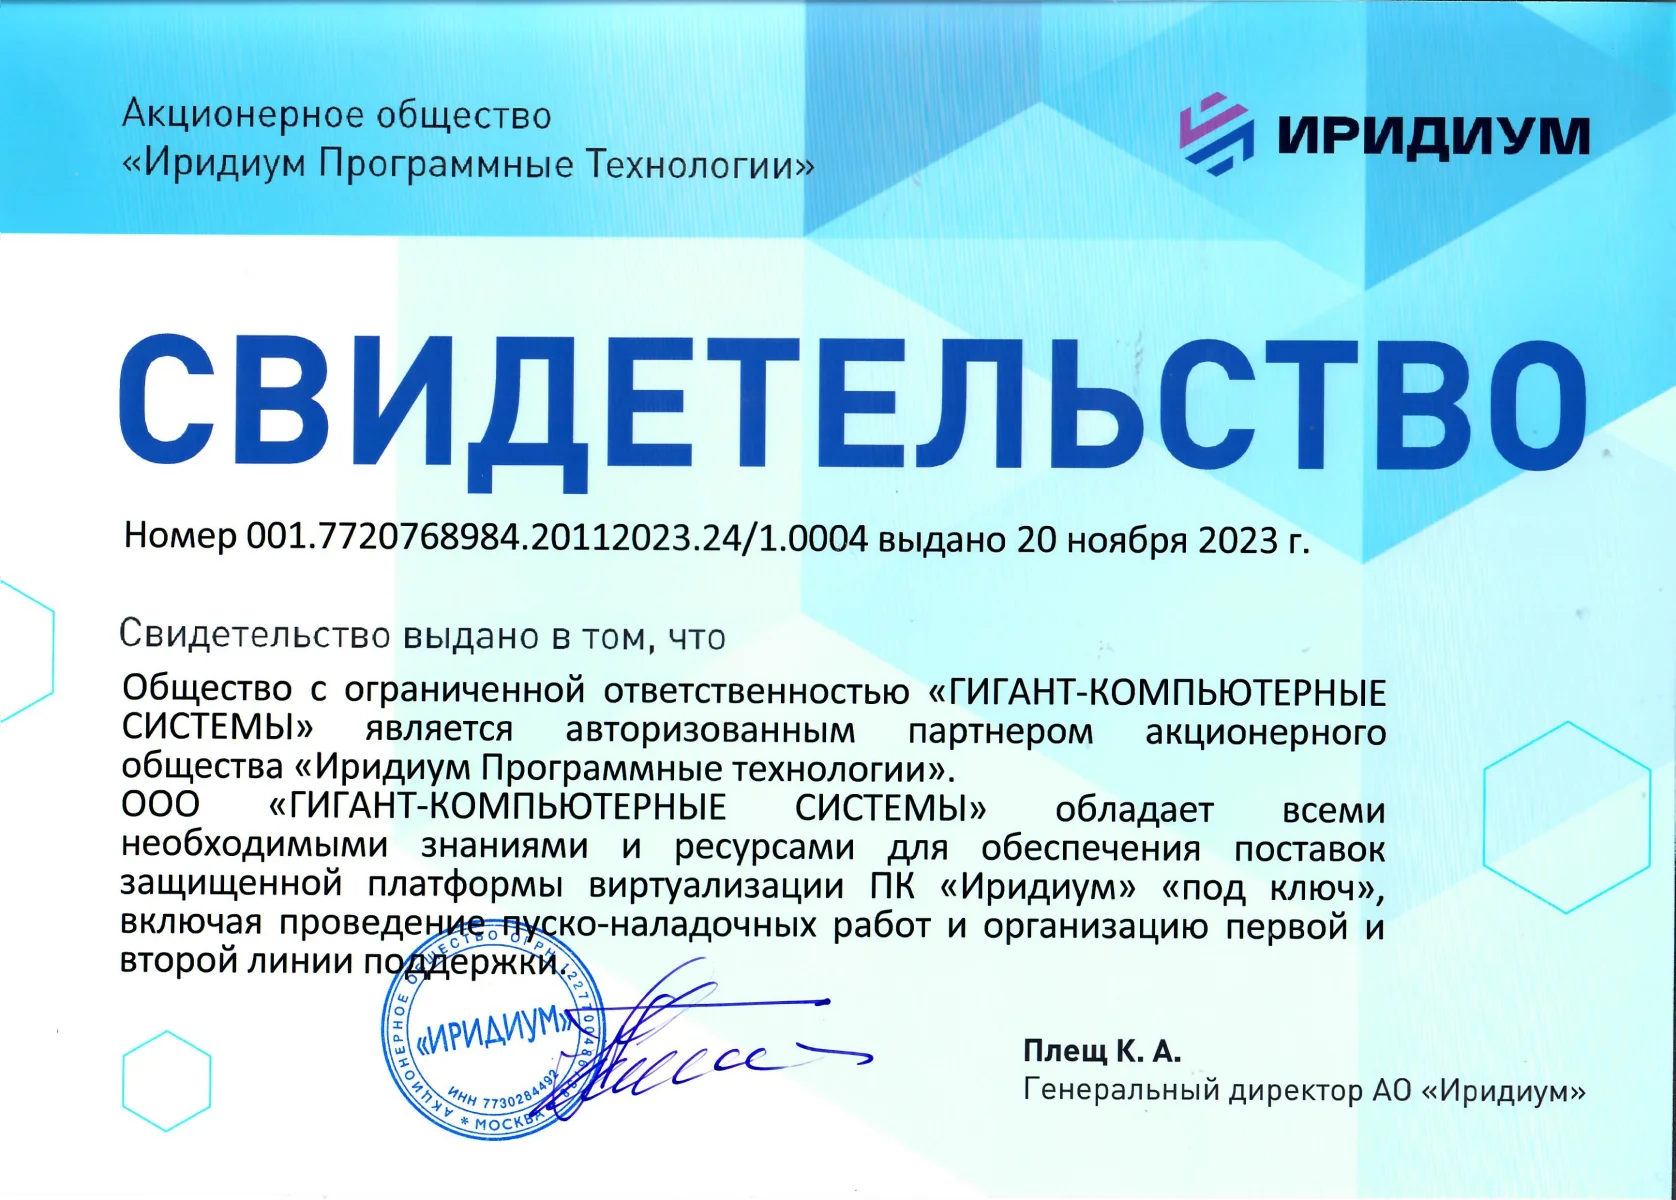 Акционерное общество
«Иридиум Программные Технологии»
ИРИДИУМ
СВИДЕТЕЛЬСТВО
Номер 001.7720768984.20112023.24/1.0004 выдано 20 ноября 2023 г.
Свидетельство выдано в том, что
Общество с ограниченной ответственностью «ГИГАНТ-КОМПЬЮТЕРНЫЕ
СИСТЕМЫ» является авторизованным партнером акционерного
общества «Иридиум Программные технологии».
ООО «ГИГАНТ-КОМПЬЮТЕРНЫЕ СИСТЕМЫ» обладает всеми
необходимыми знаниями и ресурсами для обеспечения поставок
защищенной платформы виртуализации ПК «Иридиум» «под ключ»,
включая проведение пуско-наладочных работ и организацию первой и
второй линии поддержки.
АКЦИОНЕРНОЕ ОБЩЕСТВО ОГРН
«ИРИДИУМ»
ИНН 7730284492
* МОСКВА
Плещ К. А.
Генеральный директор АО «Иридиум»